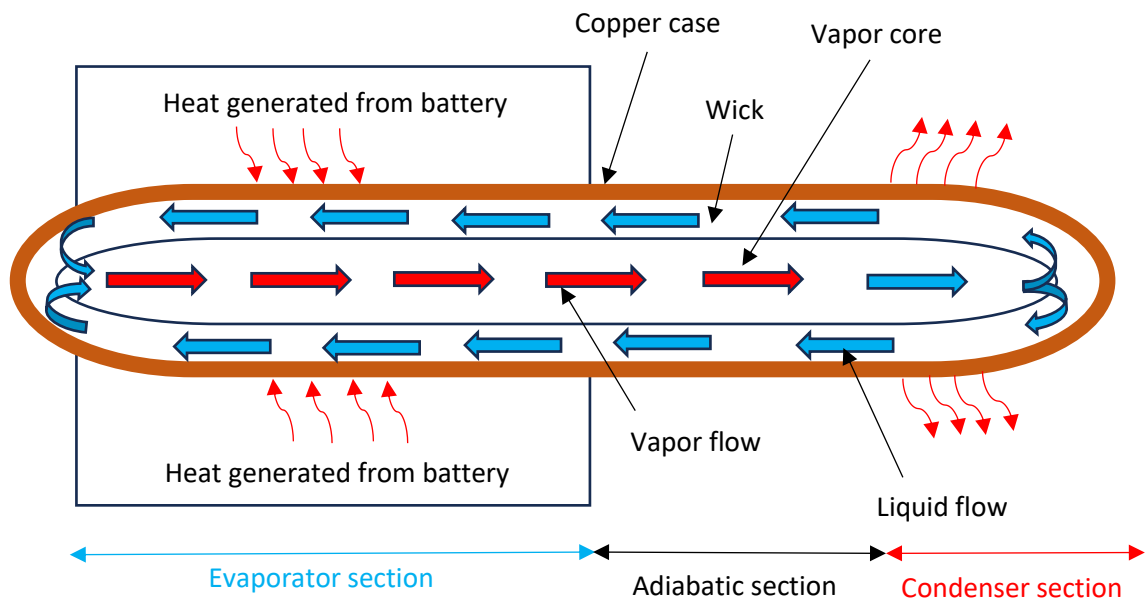 Copper case
Vapor core
Heat generated from battery
Wick
Vapor flow
Heat generated from battery
Liquid flow
Evaporator section
Adiabatic section
Condenser section